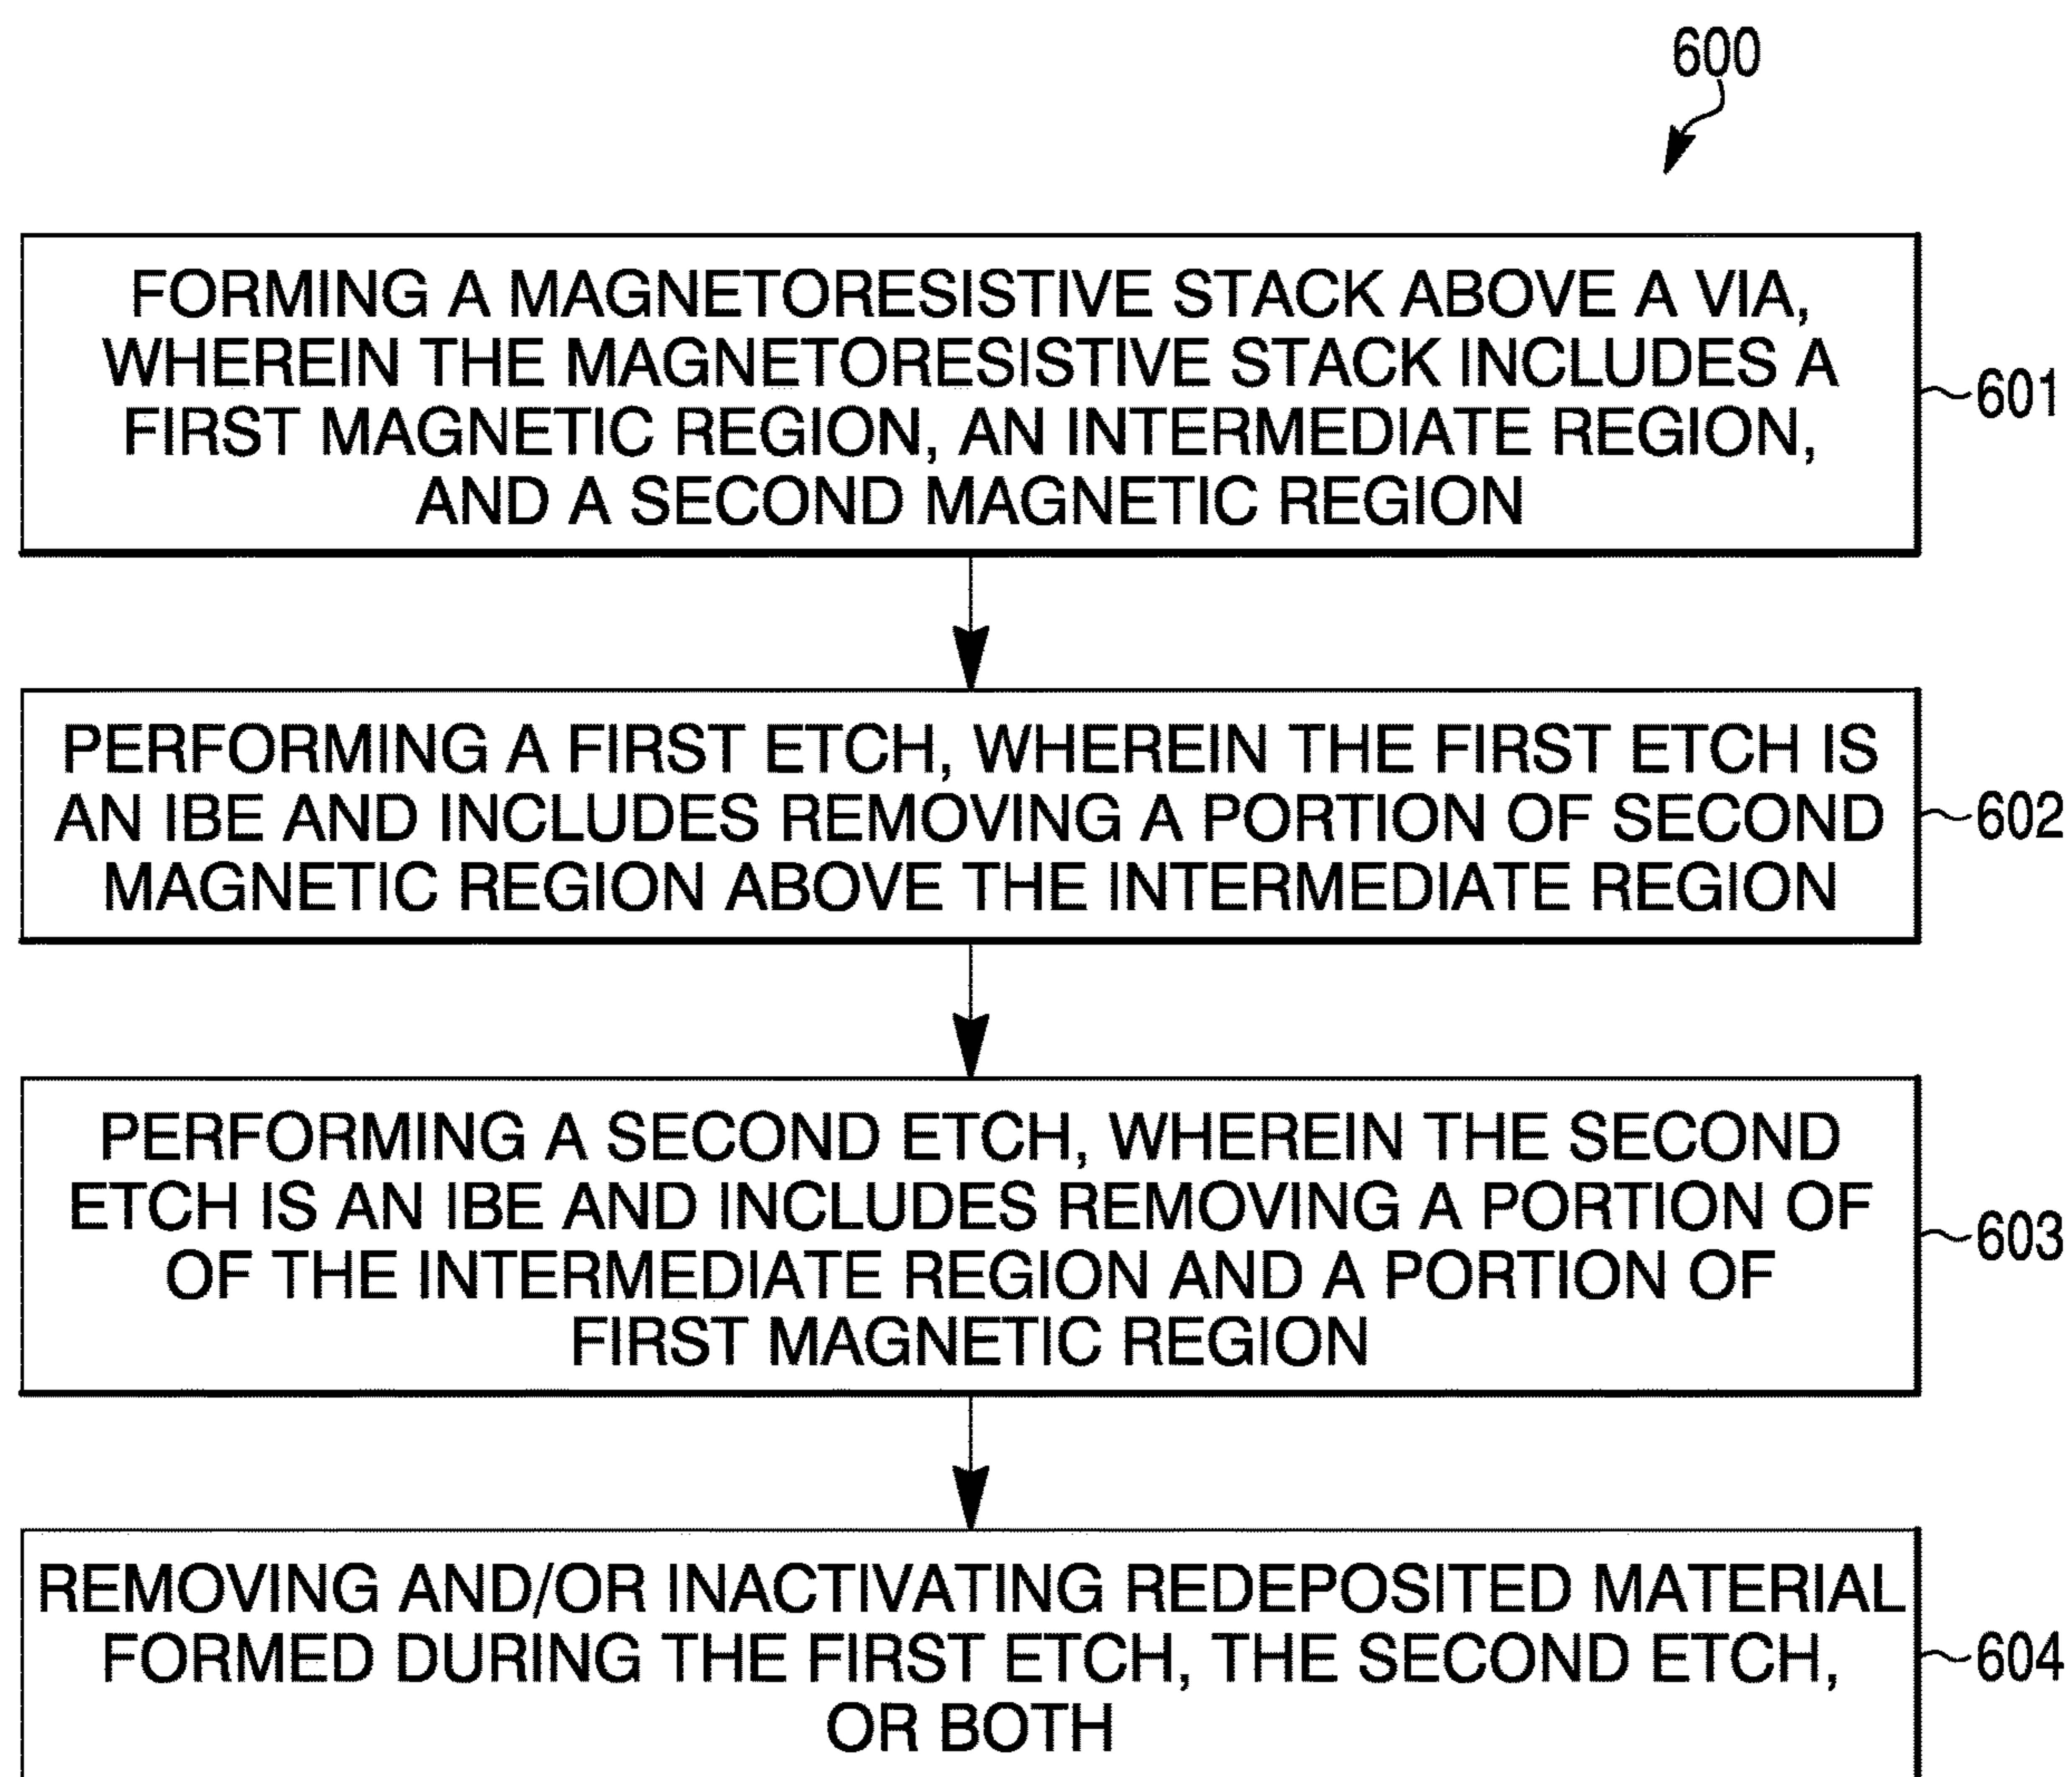 600
FORMING A MAGNETORESISTIVE STACK ABOVE A VIA,
WHEREIN THE MAGNETORESISTIVE STACK INCLUDES A
FIRST MAGNETIC REGION, AN INTERMEDIATE REGION,
AND A SECOND MAGNETIC REGION
601
PERFORMING A FIRST ETCH, WHEREIN THE FIRST ETCH IS
AN IBE AND INCLUDES REMOVING A PORTION OF SECOND
MAGNETIC REGION ABOVE THE INTERMEDIATE REGION
602
PERFORMING A SECOND ETCH, WHEREIN THE SECOND
ETCH IS AN IBE AND INCLUDES REMOVING A PORTION OF
OF THE INTERMEDIATE REGION AND A PORTION OF
FIRST MAGNETIC REGION
603
REMOVING AND/OR INACTIVATING REDEPOSITED MATERIAL
FORMED DURING THE FIRST ETCH, THE SECOND ETCH,
OR BOTH
604